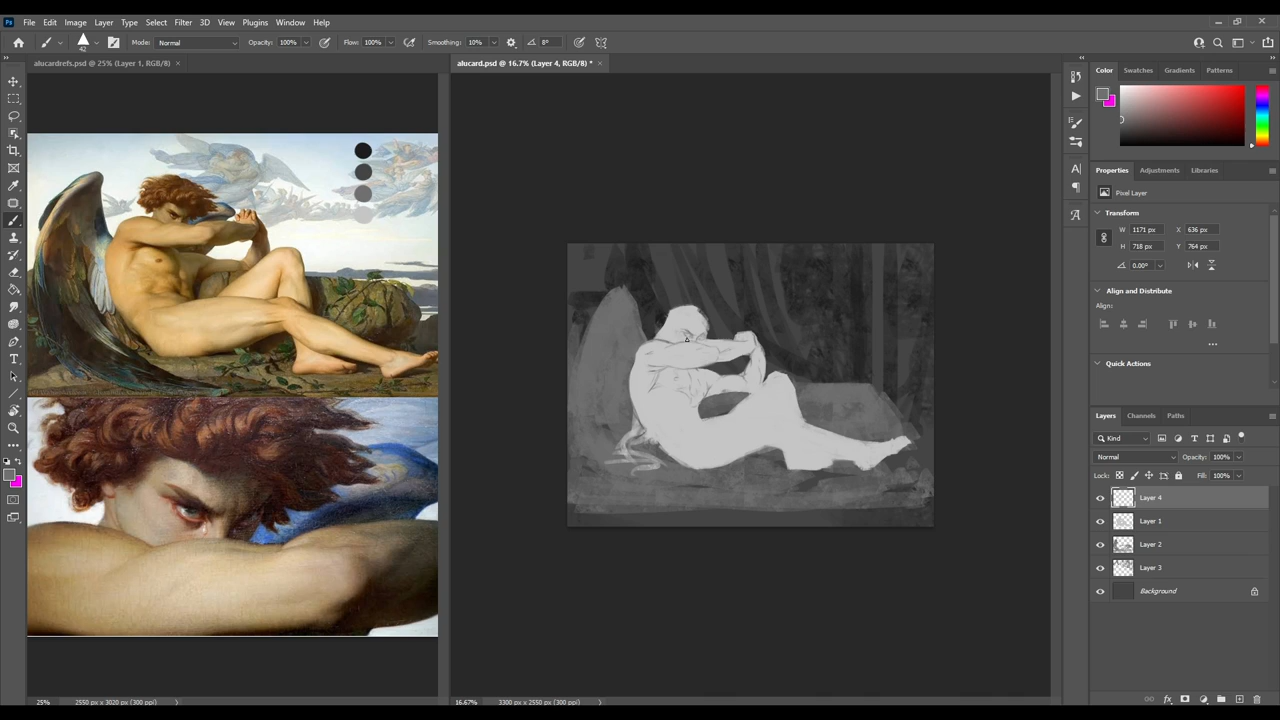 Ps File Edit Image Layer Type Select Filter 3D View Plugins Window Help
42 Mode: Normal Opacity: 100% Flow: 100% Smoothing: 10% 8°
alucardrefs.psd @ 25% (Layer 1, RGB/8) ×
alucard.psd @ 16.7% (Layer 4, RGB/8) * ×
25% 2550 px x 3020 px (300 ppi)
16.67% 3300 px x 2550 px (300 ppi)
Color Swatches Gradients Patterns
Properties Adjustments Libraries
Pixel Layer
Transform
W 1171 px X 636 px
H 718 px Y 764 px
0.00°
Align and Distribute
Align:
Quick Actions
Layers Channels Paths
Kind
Normal Opacity: 100%
Lock: Fill: 100%
Layer 4
Layer 1
Layer 2
Layer 3
Background